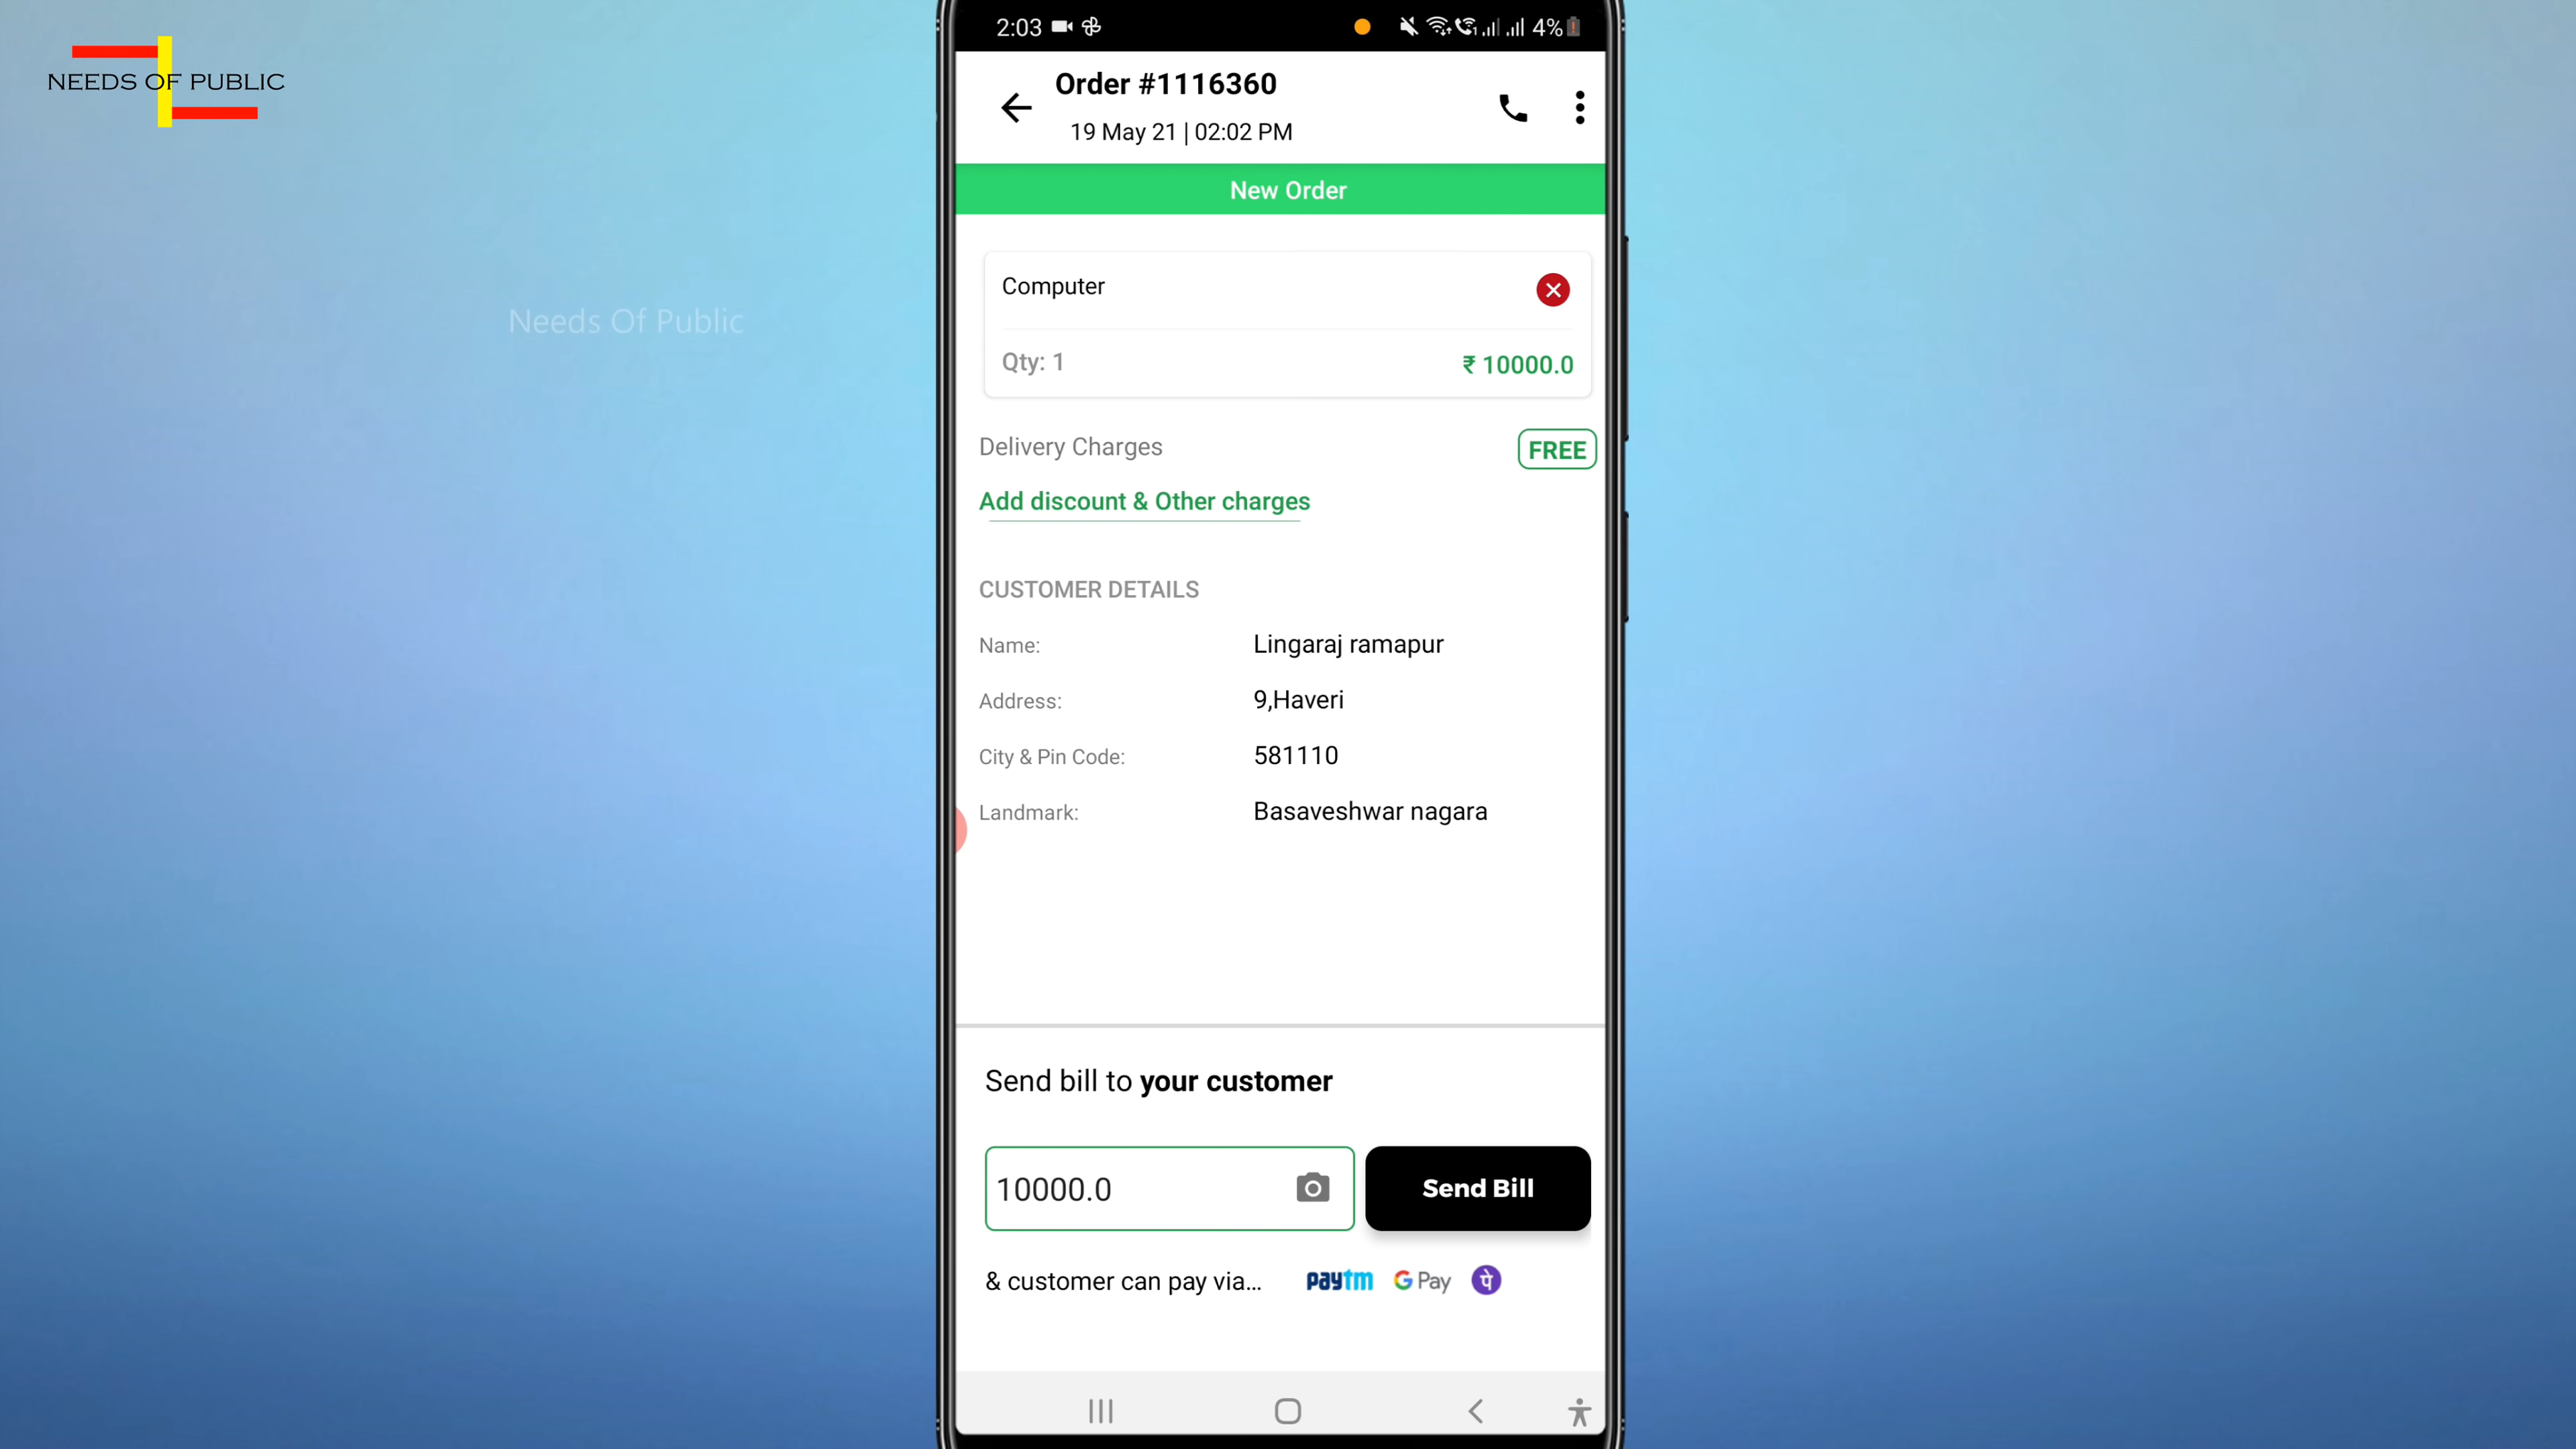 NEEDS OF PUBLIC
Needs Of Public
2:03
4%
Order #1116360
19 May 21 | 02:02 PM
New Order
Computer
Qty: 1
₹ 10000.0
Delivery Charges
FREE
Add discount & Other charges
CUSTOMER DETAILS
Name: Lingaraj ramapur
Address: 9,Haveri
City & Pin Code: 581110
Landmark: Basaveshwar nagara
Send bill to your customer
10000.0
Send Bill
& customer can pay via... paytm G Pay पे